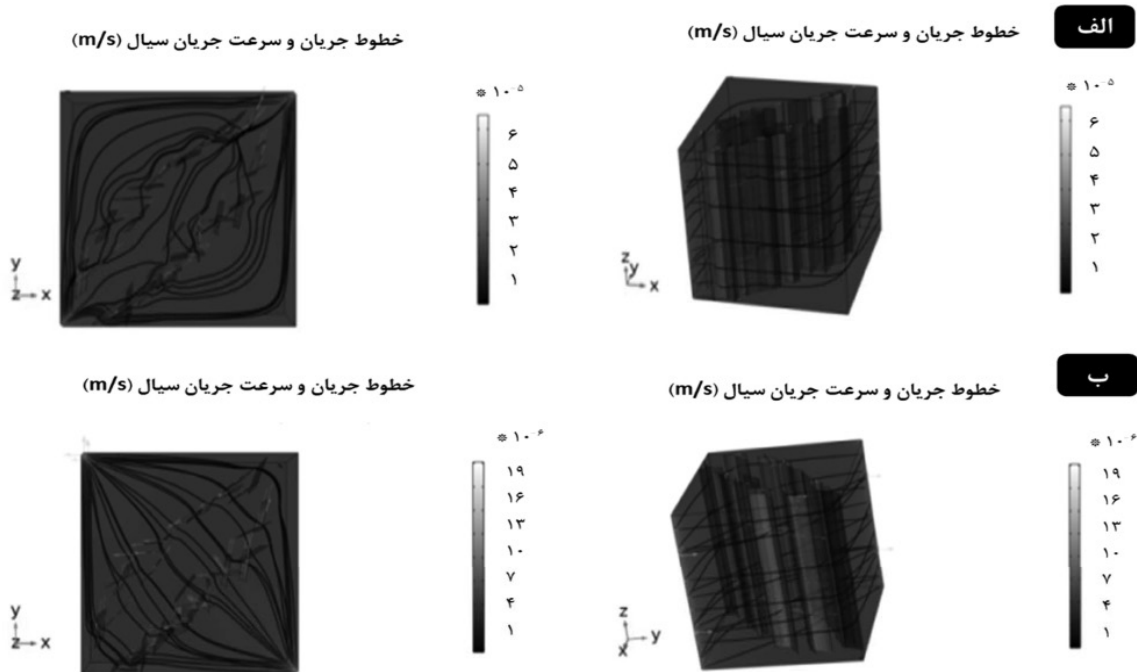 الف
خطوط جریان و سرعت جریان سیال (m/s)
خطوط جریان و سرعت جریان سیال (m/s)
* ۱۰⁻۵
۶
۵
۴
۳
۲
۱
z
y
x
* ۱۰⁻۵
۶
۵
۴
۳
۲
۱
y
z x
ب
خطوط جریان و سرعت جریان سیال (m/s)
خطوط جریان و سرعت جریان سیال (m/s)
* ۱۰⁻۶
۱۹
۱۶
۱۳
۱۰
۷
۴
۱
z
x y
* ۱۰⁻۶
۱۹
۱۶
۱۳
۱۰
۷
۴
۱
y
z x